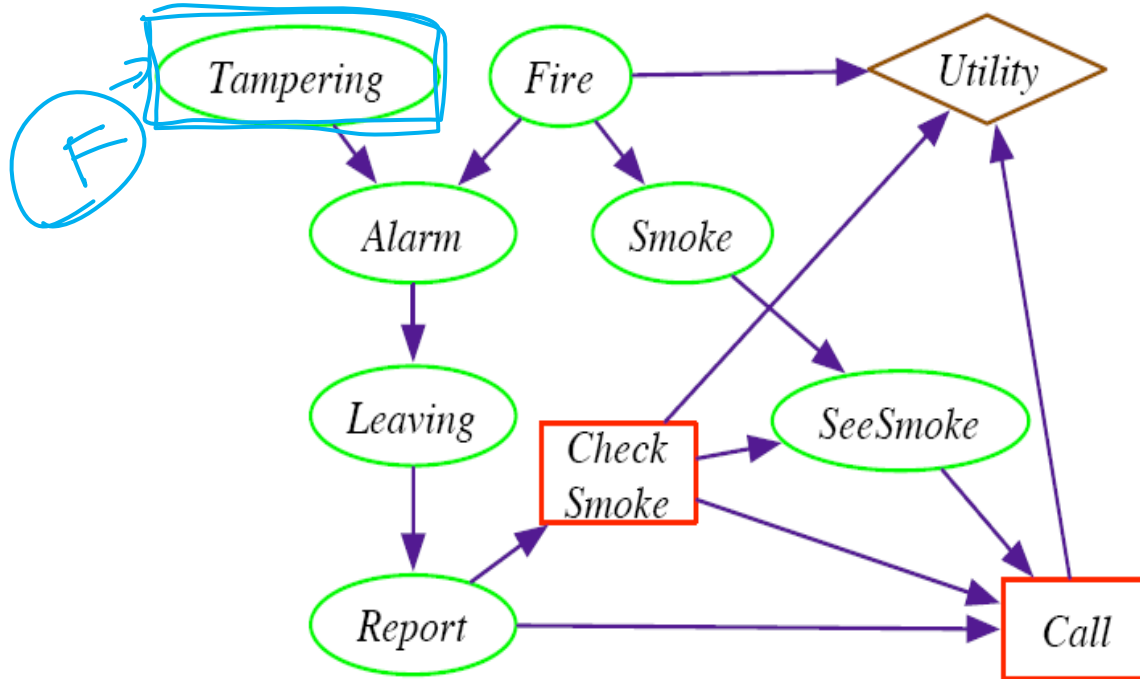 Tampering
Fire
Utility
F
Alarm
Smoke
Leaving
Check
Smoke
SeeSmoke
Report
Call